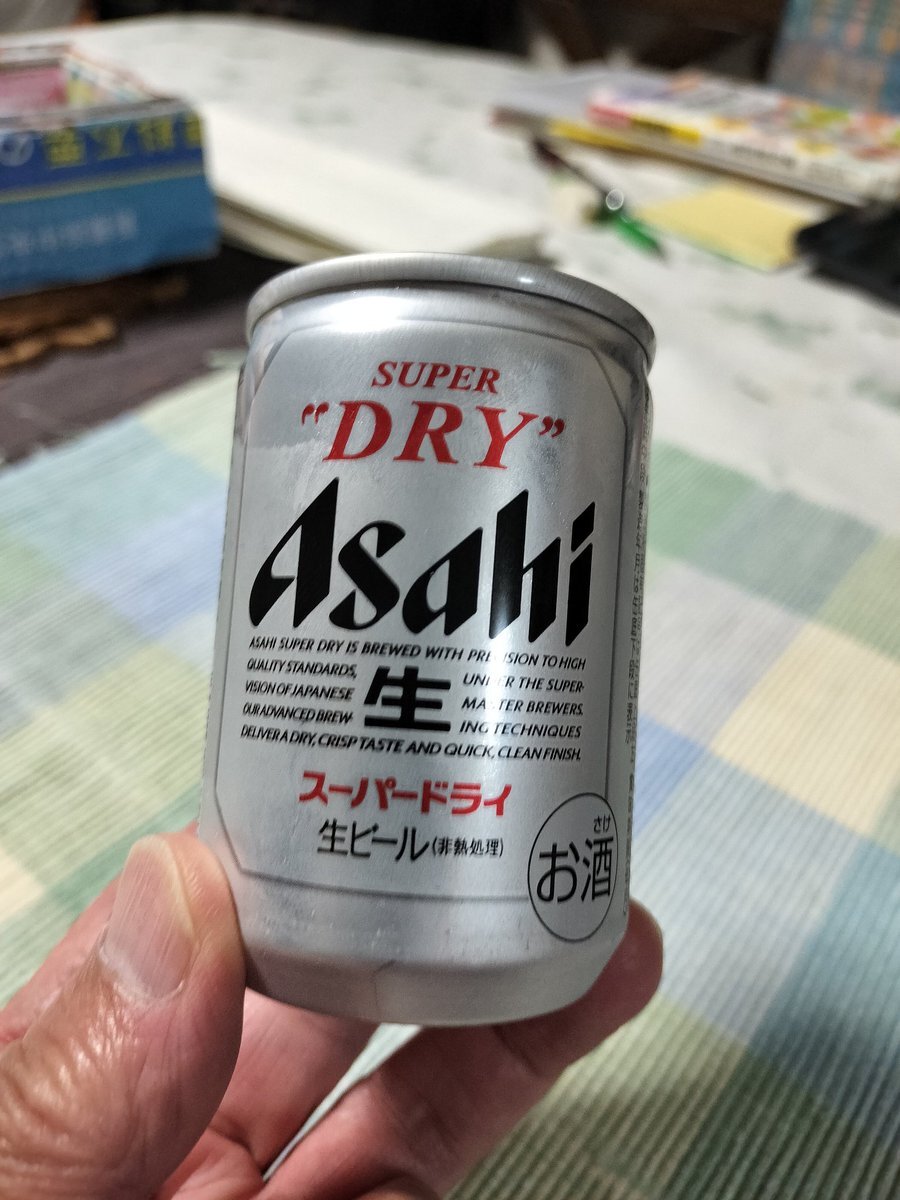 SUPER
"DRY"
Asahi
ASAHI SUPER DRY IS BREWED WITH PRECISION TO HIGH
QUALITY STANDARDS, UNDER THE SUPER-
VISION OF JAPANESE MASTER BREWERS.
OUR ADVANCED BREW- ING TECHNIQUES
DELIVER A DRY, CRISP TASTE AND QUICK, CLEAN FINISH.
生
スーパードライ
生ビール(非熱処理)
さけ
お酒